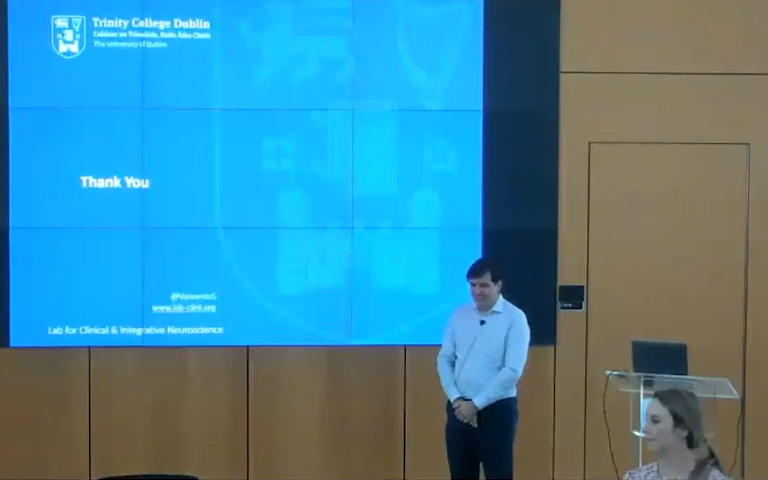 Trinity College Dublin
Coláiste na Tríonóide, Baile Átha Cliath
The University of Dublin
Thank You
www.lab-clint.org
Lab for Clinical & Integrative Neuroscience